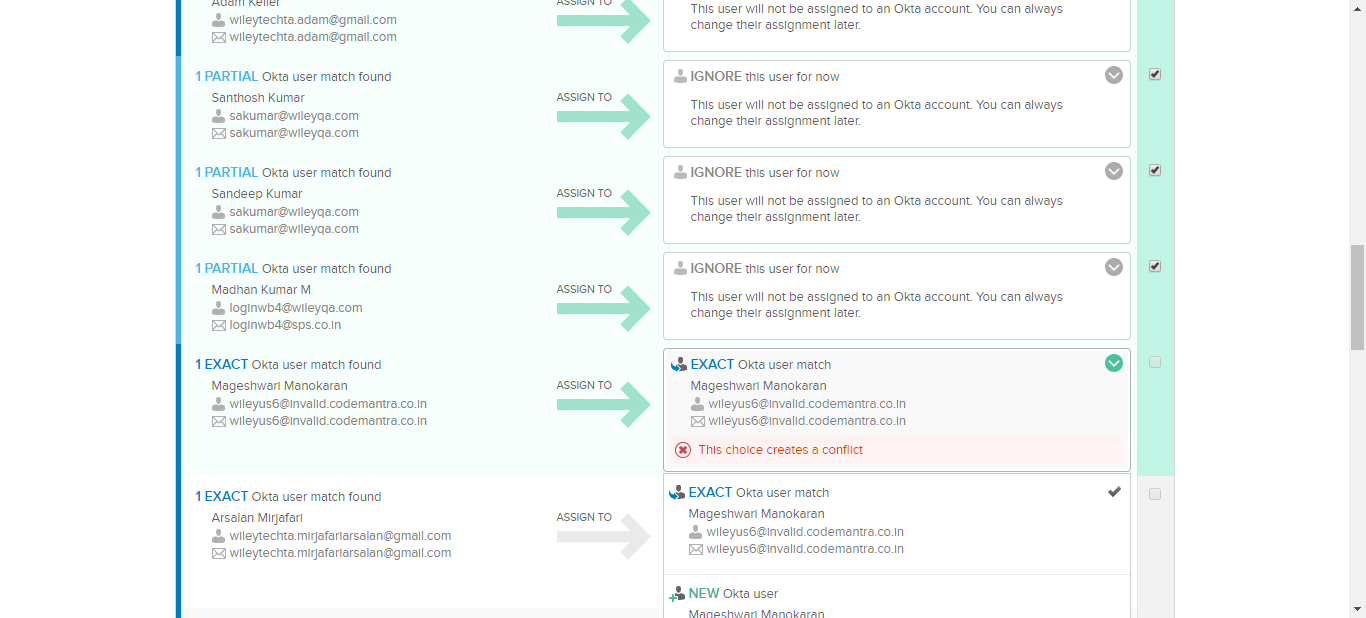 Adam Keller
wileytechta.adam@gmail.com
wileytechta.adam@gmail.com
ASSIGN TO
This user will not be assigned to an Okta account. You can always
change their assignment later.
1 PARTIAL Okta user match found
Santhosh Kumar
sakumar@wileyqa.com
sakumar@wileyqa.com
ASSIGN TO
IGNORE this user for now
This user will not be assigned to an Okta account. You can always
change their assignment later.
1 PARTIAL Okta user match found
Sandeep Kumar
sakumar@wileyqa.com
sakumar@wileyqa.com
ASSIGN TO
IGNORE this user for now
This user will not be assigned to an Okta account. You can always
change their assignment later.
1 PARTIAL Okta user match found
Madhan Kumar M
loginwb4@wileyqa.com
loginwb4@sps.co.in
ASSIGN TO
IGNORE this user for now
This user will not be assigned to an Okta account. You can always
change their assignment later.
1 EXACT Okta user match found
Mageshwari Manokaran
wileyus6@invalid.codemantra.co.in
wileyus6@invalid.codemantra.co.in
ASSIGN TO
EXACT Okta user match
Mageshwari Manokaran
wileyus6@invalid.codemantra.co.in
wileyus6@invalid.codemantra.co.in
This choice creates a conflict
1 EXACT Okta user match found
Arsalan Mirjafari
wileytechta.mirjafariarsalan@gmail.com
wileytechta.mirjafariarsalan@gmail.com
ASSIGN TO
EXACT Okta user match
Mageshwari Manokaran
wileyus6@invalid.codemantra.co.in
wileyus6@invalid.codemantra.co.in
NEW Okta user
Mageshwari Manokaran